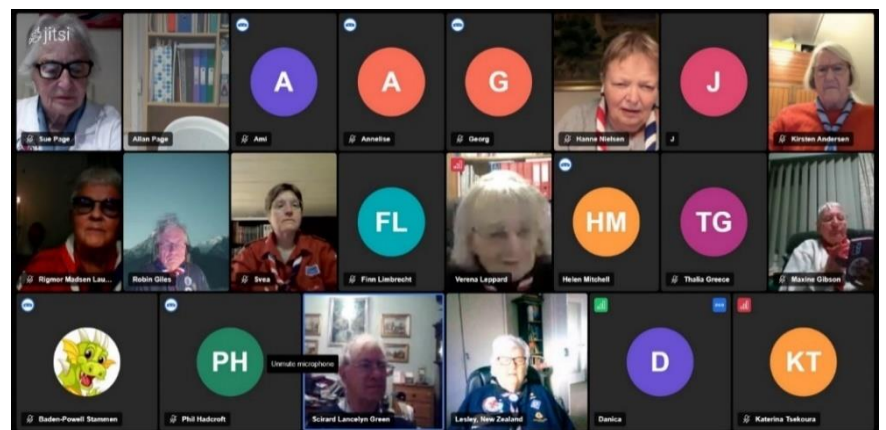 jitsi
Sue Page
Allan Page
A
Ami
A
Annelise
G
Georg
Hanne Nielsen
J
J
Kirsten Andersen
Rigmor Madsen Lau...
Robin Giles
Svea
FL
Finn Limbrecht
Verena Leppard
HM
Helen Mitchell
TG
Thalia Greece
Maxine Gibson
Baden-Powell Stammen
PH
Phil Hadcroft
Unmute microphone
Scirard Lancelyn Green
Lesley, New Zealand
D
Danica
KT
Katerina Tsekoura